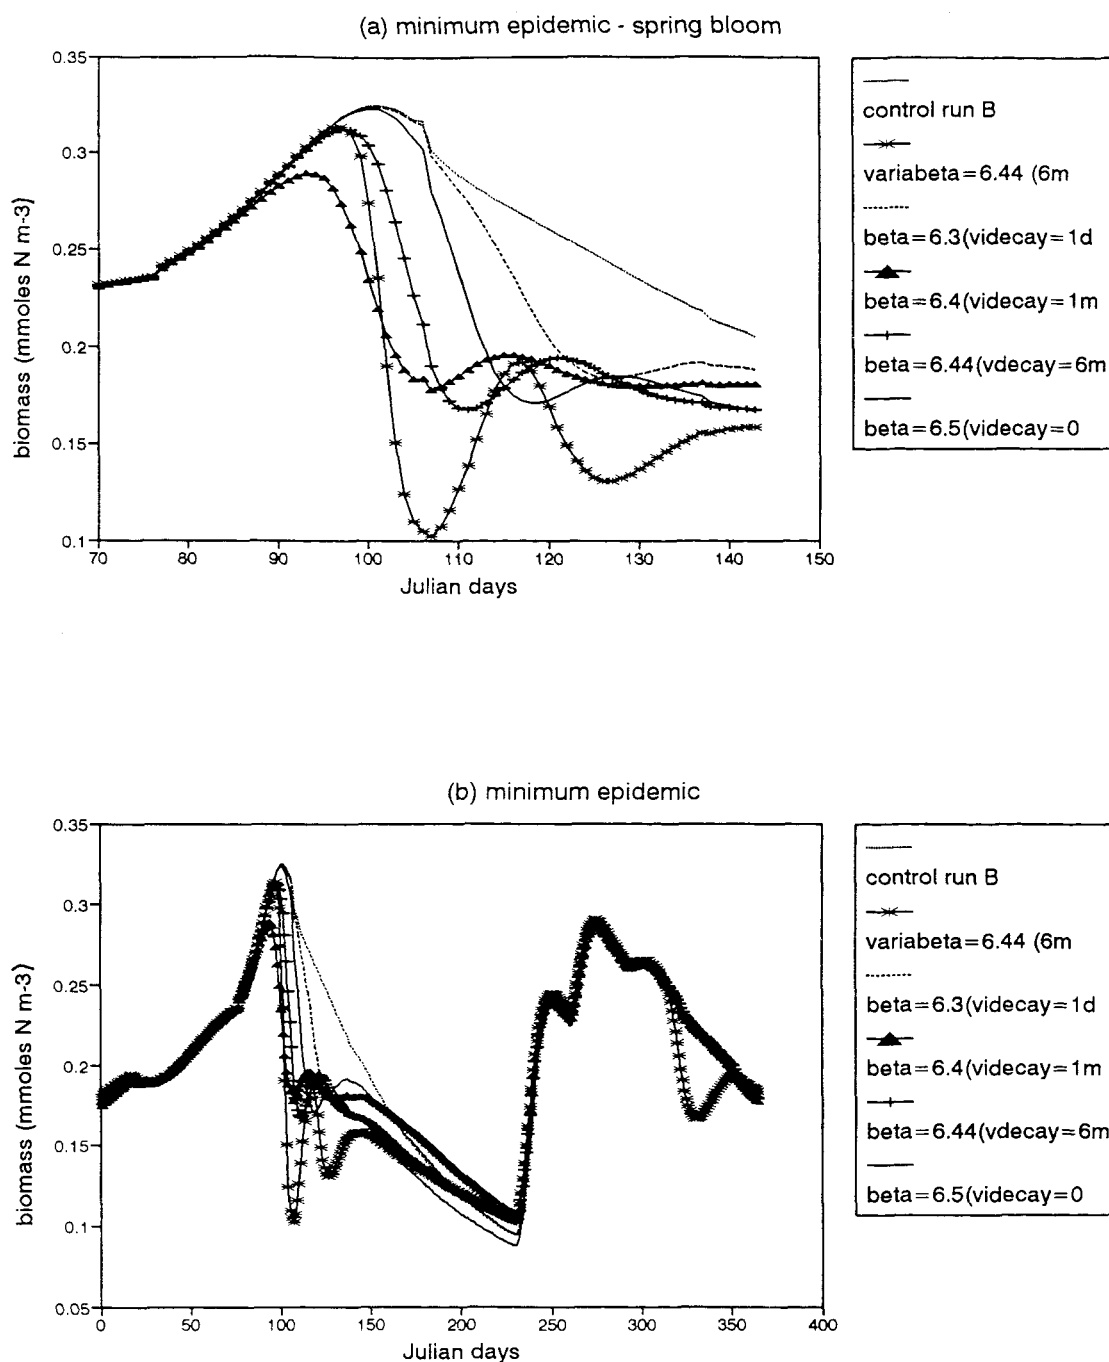 (a) minimum epidemic - spring bloom
0.35
0.3
0.25
0.2
0.15
0.1
biomass (mmoles N m-3)
70 80 90 100 110 120 130 140 150
Julian days
control run B
variabeta=6.44 (6m
beta=6.3(videcay=1d
beta=6.4(videcay=1m
beta=6.44(vdecay=6m
beta=6.5(videcay=0
(b) minimum epidemic
0.35
0.3
0.25
0.2
0.15
0.1
0.05
biomass (mmoles N m-3)
0 50 100 150 200 250 300 350 400
Julian days
control run B
variabeta=6.44 (6m
beta=6.3(videcay=1d
beta=6.4(videcay=1m
beta=6.44(vdecay=6m
beta=6.5(videcay=0